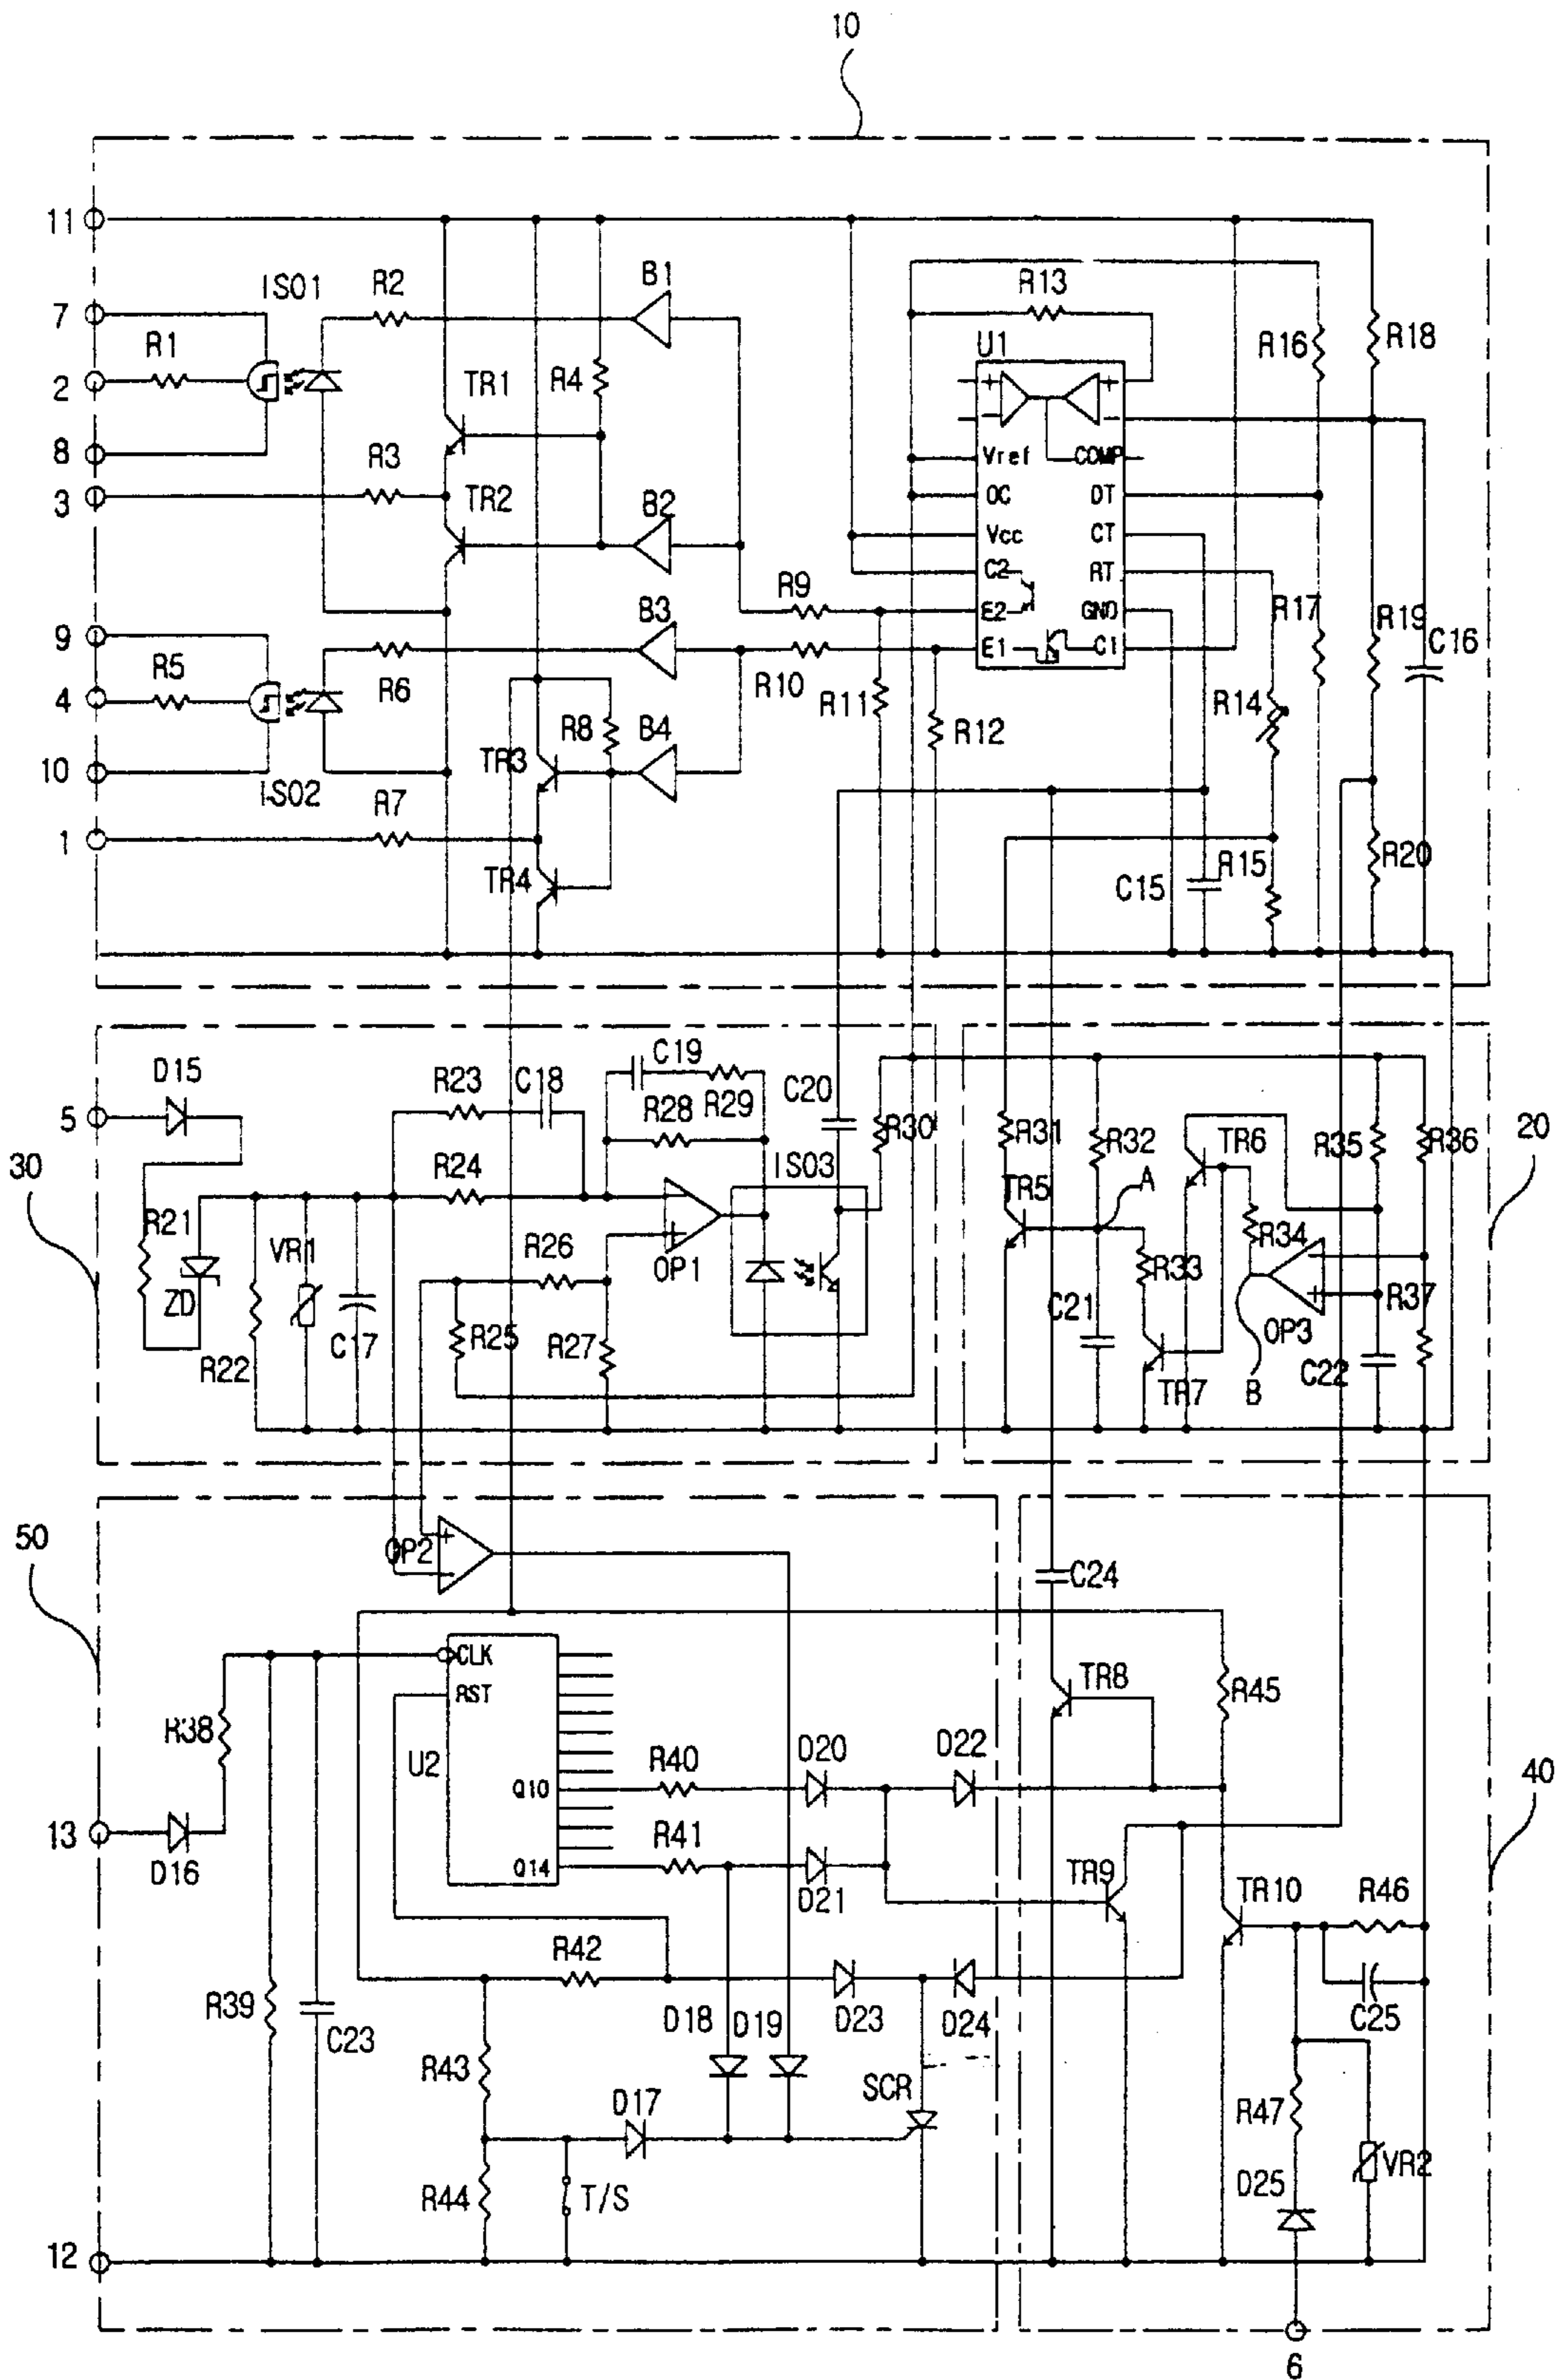 10
11
7
ISO1
R2
B1
R13
R1
U1
R16
R18
2
TR1
R4
+
+
8
R3
Vref
COMP
3
TR2
B2
OC
DT
Vcc
CT
C2
RT
9
R9
E2
GND
R17
R19
B3
C16
R5
E1
C1
4
R6
R10
R11
R14
R8
B4
R12
10
TR3
ISO2
R7
1
R20
TR4
C15
R15
D15
C19
5
R23
C18
C20
R28
R29
R30
R31
R32
TR6
R35
R36
20
30
R24
ISO3
TR5
A
R21
VR1
R26
R34
ZD
OP1
R33
R37
C21
OP3
R22
C17
R25
R27
C22
TR7
B
50
OP2
C24
CLK
RST
TR8
R45
R38
U2
R40
D20
D22
Q10
40
13
R41
D16
Q14
D21
TR9
TR10
R46
R42
R39
C23
D23
D24
C25
D18
D19
R43
SCR
D17
R47
R44
T/S
D25
VR2
12
6